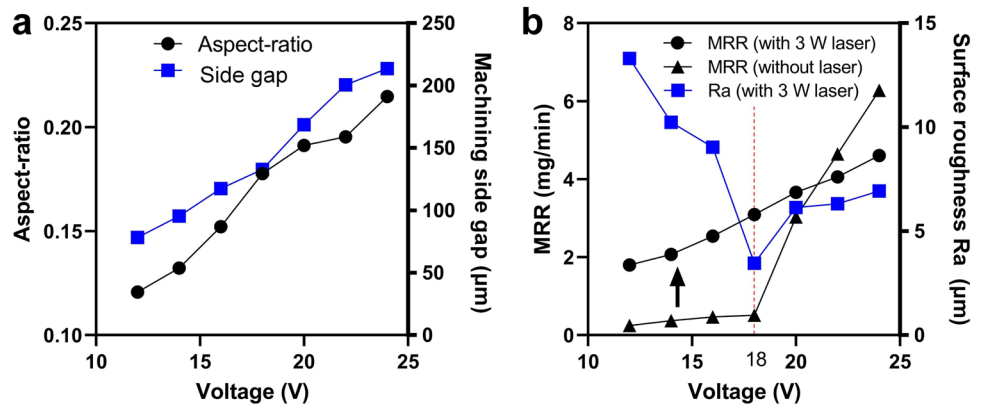 a
Aspect-ratio
0.25
0.20
0.15
0.10
Aspect-ratio
Side gap
250
200
150
100
50
0
Machining side gap (μm)
10
15
20
25
Voltage (V)
b
MRR (mg/min)
8
6
4
2
0
MRR (with 3 W laser)
MRR (without laser)
Ra (with 3 W laser)
15
10
5
0
Surface roughness Ra (μm)
10
15
18
20
25
Voltage (V)